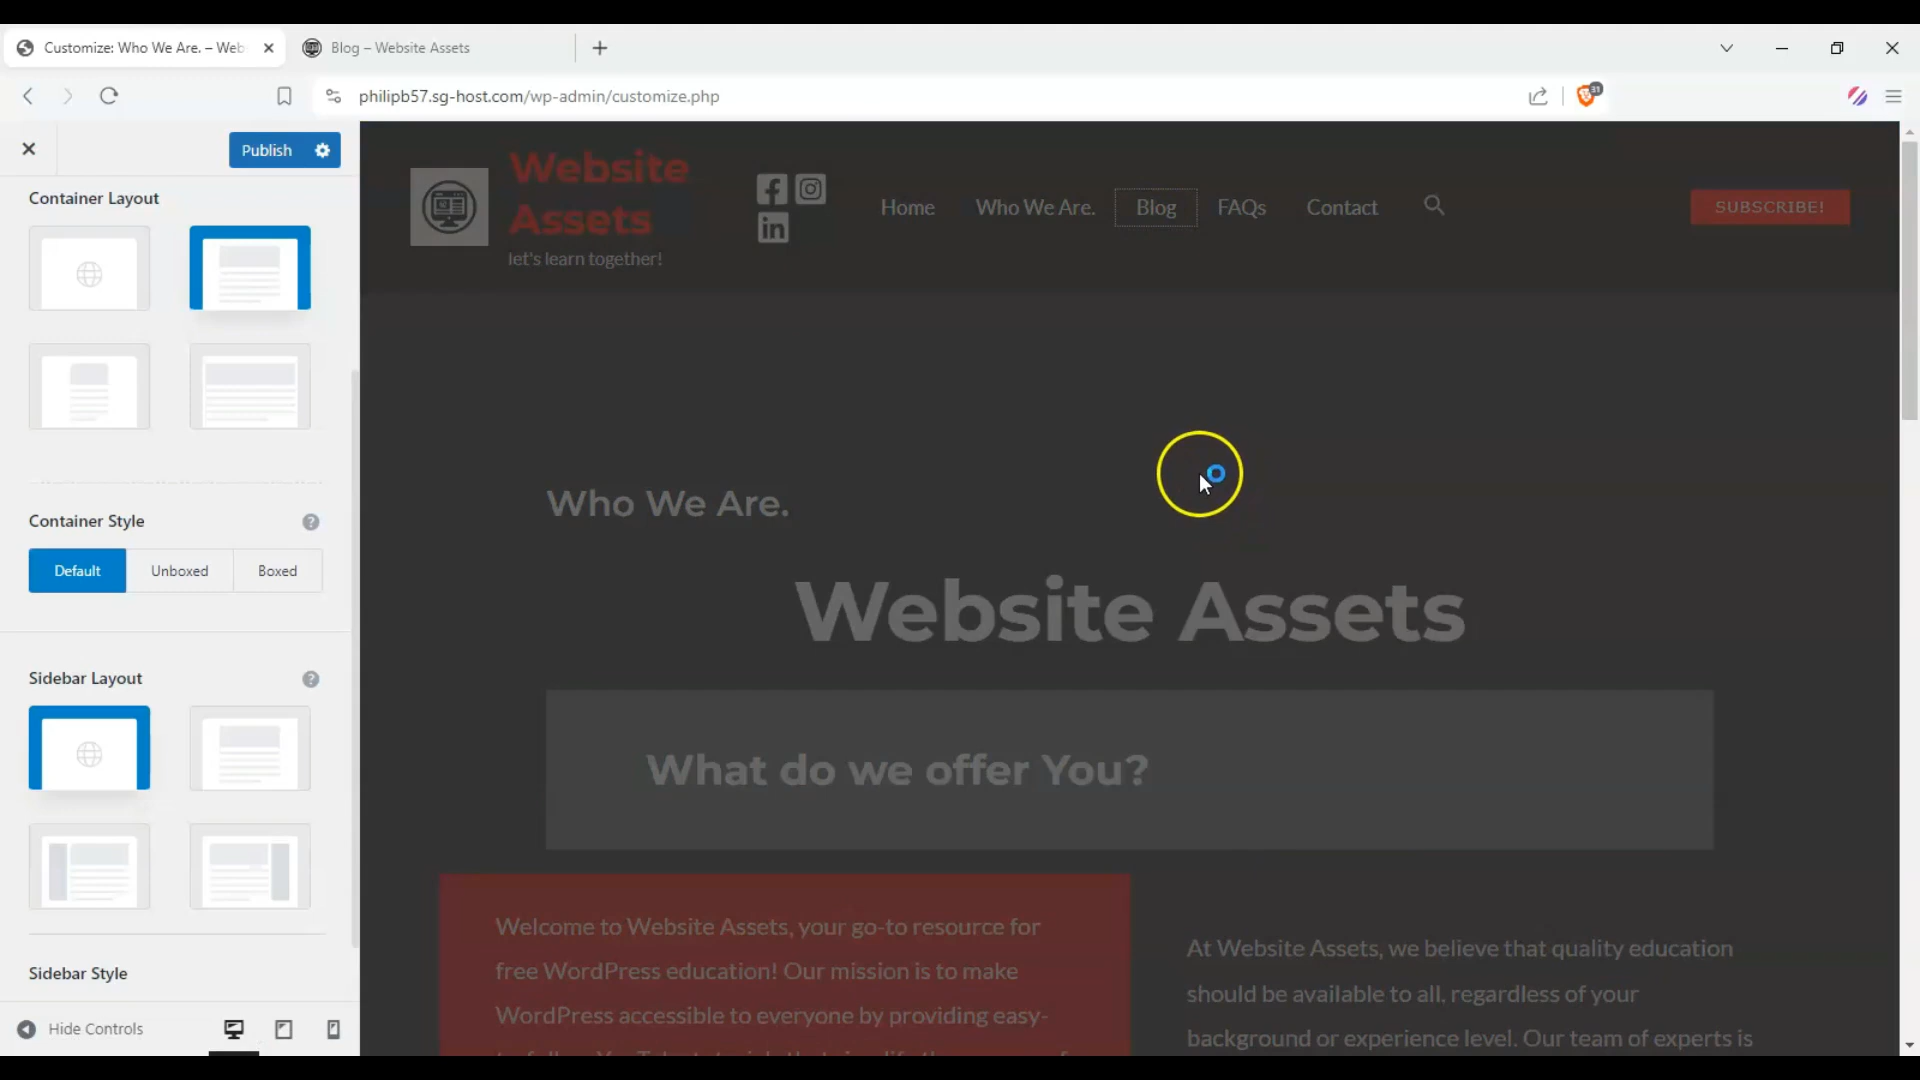 Customize: Who We Are. – Web
Blog – Website Assets
philipb57.sg-host.com/wp-admin/customize.php
31
Publish
Container Layout
Container Style
?
Default
Unboxed
Boxed
Sidebar Layout
?
Sidebar Style
Hide Controls
Website
Assets
let's learn together!
Home
Who We Are.
Blog
FAQs
Contact
SUBSCRIBE!
Who We Are.
Website Assets
What do we offer You?
Welcome to Website Assets, your go-to resource for
free WordPress education! Our mission is to make
WordPress accessible to everyone by providing easy-
At Website Assets, we believe that quality education
should be available to all, regardless of your
background or experience level. Our team of experts is